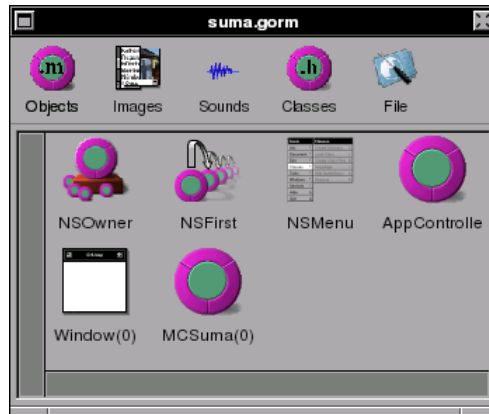 suma.gorm
.m .h
Objects Images Sounds Classes File
NSOwner NSFirst NSMenu AppControlle
Window(0) MCSuma(0)